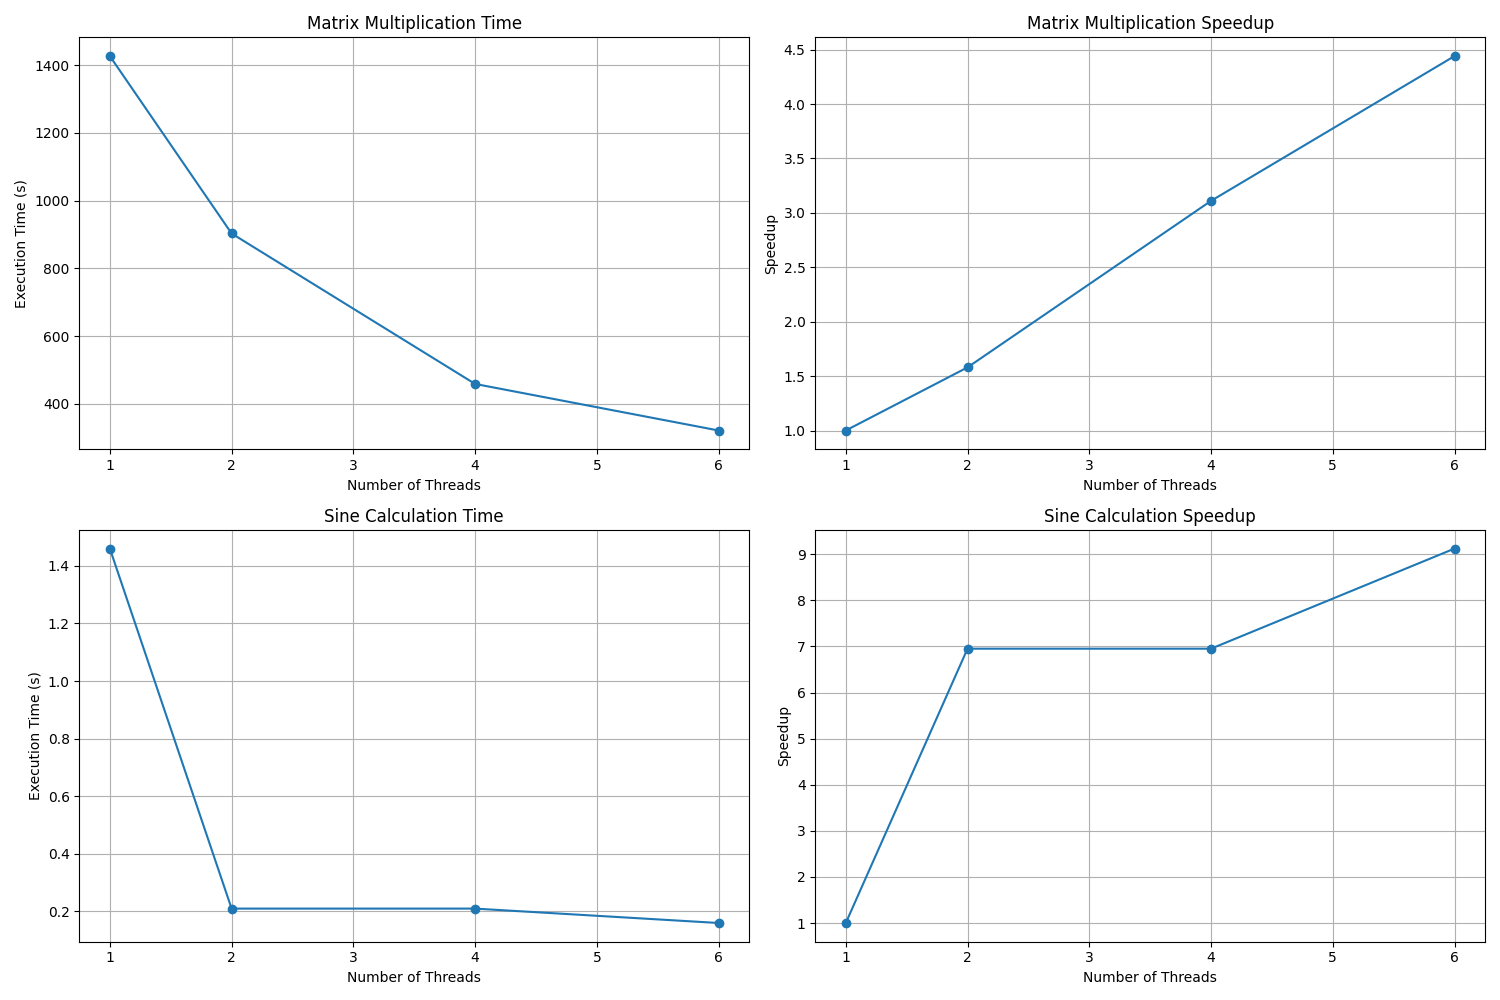 Matrix Multiplication Time
Execution Time (s)
1400
1200
1000
800
600
400
1 2 3 4 5 6
Number of Threads
Matrix Multiplication Speedup
Speedup
4.5
4.0
3.5
3.0
2.5
2.0
1.5
1.0
1 2 3 4 5 6
Number of Threads
Sine Calculation Time
Execution Time (s)
1.4
1.2
1.0
0.8
0.6
0.4
0.2
1 2 3 4 5 6
Number of Threads
Sine Calculation Speedup
Speedup
9
8
7
6
5
4
3
2
1
1 2 3 4 5 6
Number of Threads